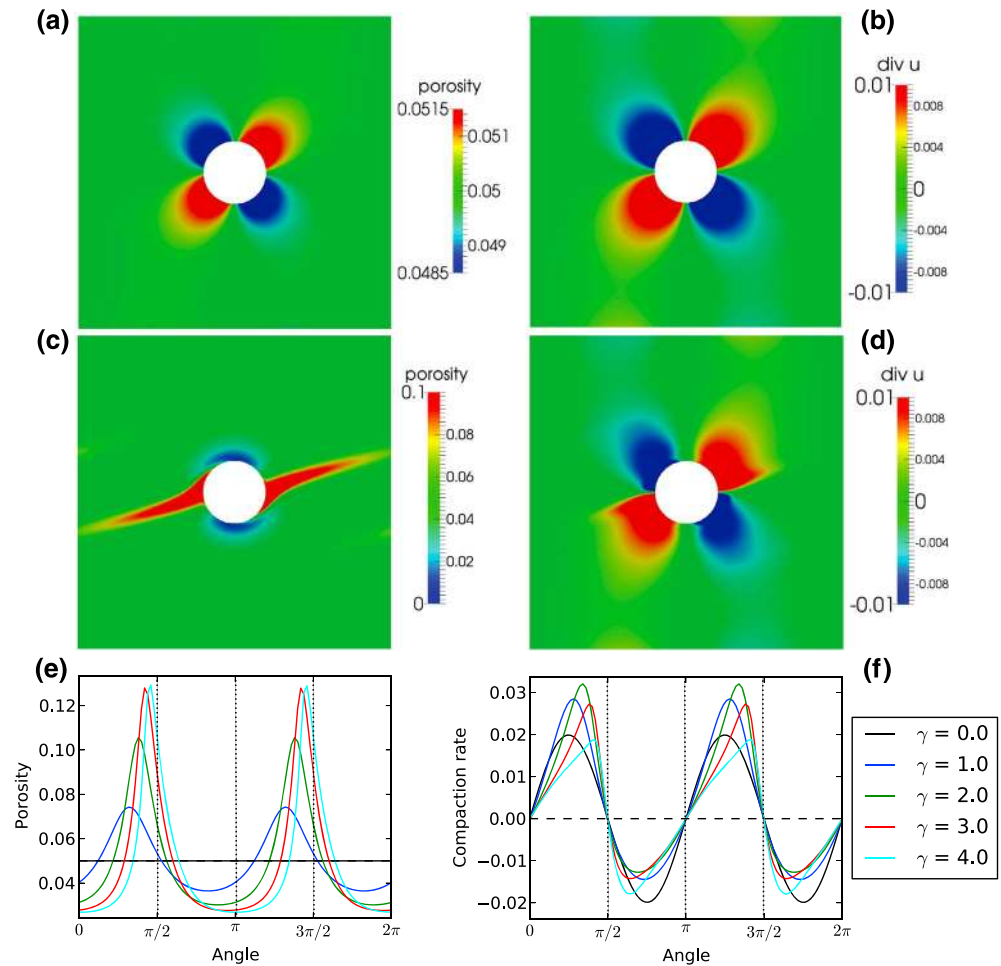 (a)
porosity
0.0515
0.051
0.05
0.049
0.0485
(b)
div u
0.01
0.008
0.004
0
-0.004
-0.008
-0.01
(c)
porosity
0.1
0.08
0.06
0.04
0.02
0
(d)
div u
0.01
0.008
0.004
0
-0.004
-0.008
-0.01
(e)
Porosity
0.12
0.10
0.08
0.06
0.04
0 π/2 π 3π/2 2π
Angle
(f)
Compaction rate
0.03
0.02
0.01
0.00
−0.01
−0.02
0 π/2 π 3π/2 2π
Angle
γ = 0.0
γ = 1.0
γ = 2.0
γ = 3.0
γ = 4.0